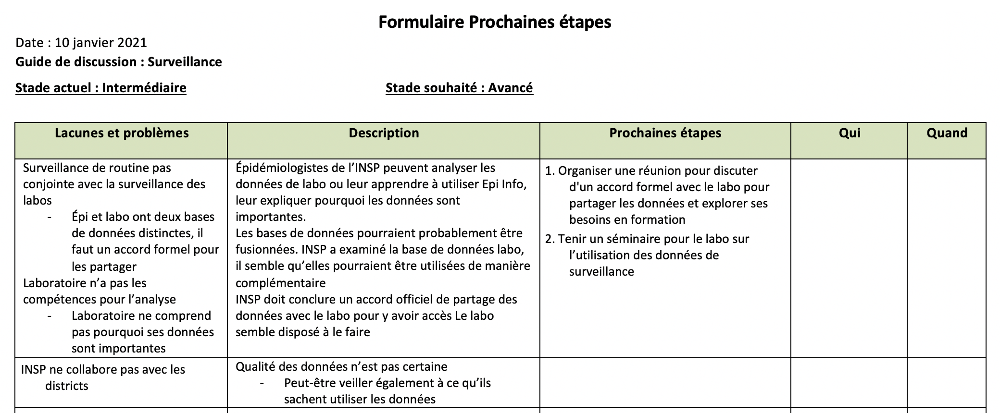 Formulaire Prochaines étapes
Date : 10 janvier 2021
Guide de discussion : Surveillance
Stade actuel : Intermédiaire
Stade souhaité : Avancé
Lacunes et problèmes
Description
Prochaines étapes
Qui
Quand
Surveillance de routine pas
conjointe avec la surveillance des
labos
- Épi et labo ont deux bases
de données distinctes, il
faut un accord formel pour
les partager
Laboratoire n’a pas les
compétences pour l’analyse
- Laboratoire ne comprend
pas pourquoi ses données
sont importantes
Épidémiologistes de l’INSP peuvent analyser les
données de labo ou leur apprendre à utiliser Epi Info,
leur expliquer pourquoi les données sont
importantes.
Les bases de données pourraient probablement être
fusionnées. INSP a examiné la base de données labo,
il semble qu’elles pourraient être utilisées de manière
complémentaire
INSP doit conclure un accord officiel de partage des
données avec le labo pour y avoir accès Le labo
semble disposé à le faire
1. Organiser une réunion pour discuter
d'un accord formel avec le labo pour
partager les données et explorer ses
besoins en formation
2. Tenir un séminaire pour le labo sur
l’utilisation des données de
surveillance
INSP ne collabore pas avec les
districts
Qualité des données n’est pas certaine
- Peut-être veiller également à ce qu’ils
sachent utiliser les données